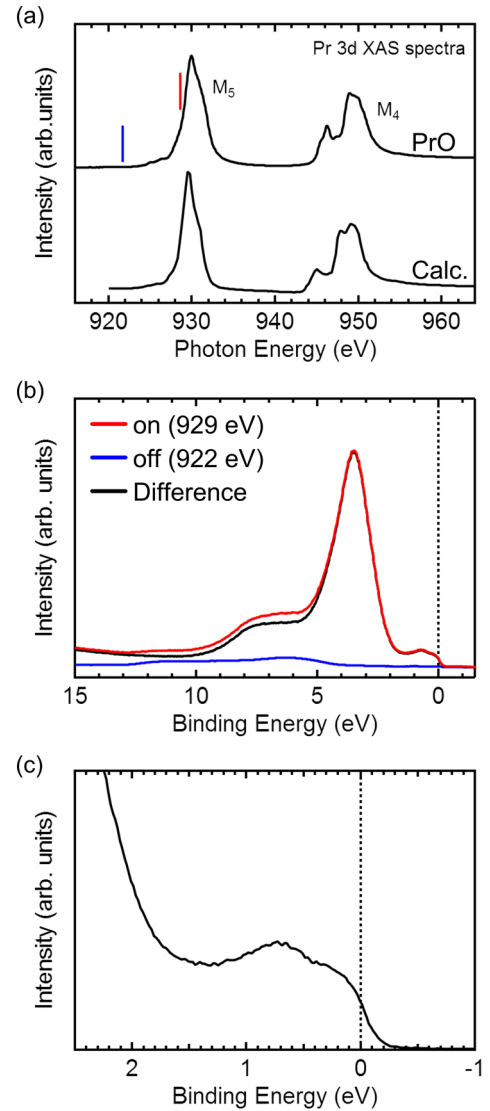 (a)
Pr 3d XAS spectra
M5
M4
PrO
Calc.
Intensity (arb.units)
920 930 940 950 960
Photon Energy (eV)
(b)
on (929 eV)
off (922 eV)
Difference
Intensity (arb. units)
15 10 5 0
Binding Energy (eV)
(c)
Intensity (arb. units)
2 1 0 -1
Binding Energy (eV)